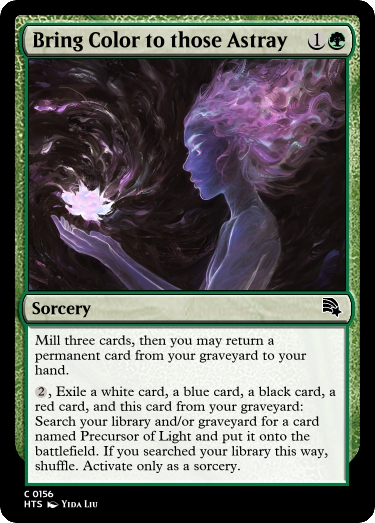 Bring Color to those Astray 1
Sorcery
Mill three cards, then you may return a
permanent card from your graveyard to your
hand.
2, Exile a white card, a blue card, a black card, a
red card, and this card from your graveyard:
Search your library and/or graveyard for a card
named Precursor of Light and put it onto the
battlefield. If you searched your library this way,
shuffle. Activate only as a sorcery.
C 0156
HTS Yida Liu